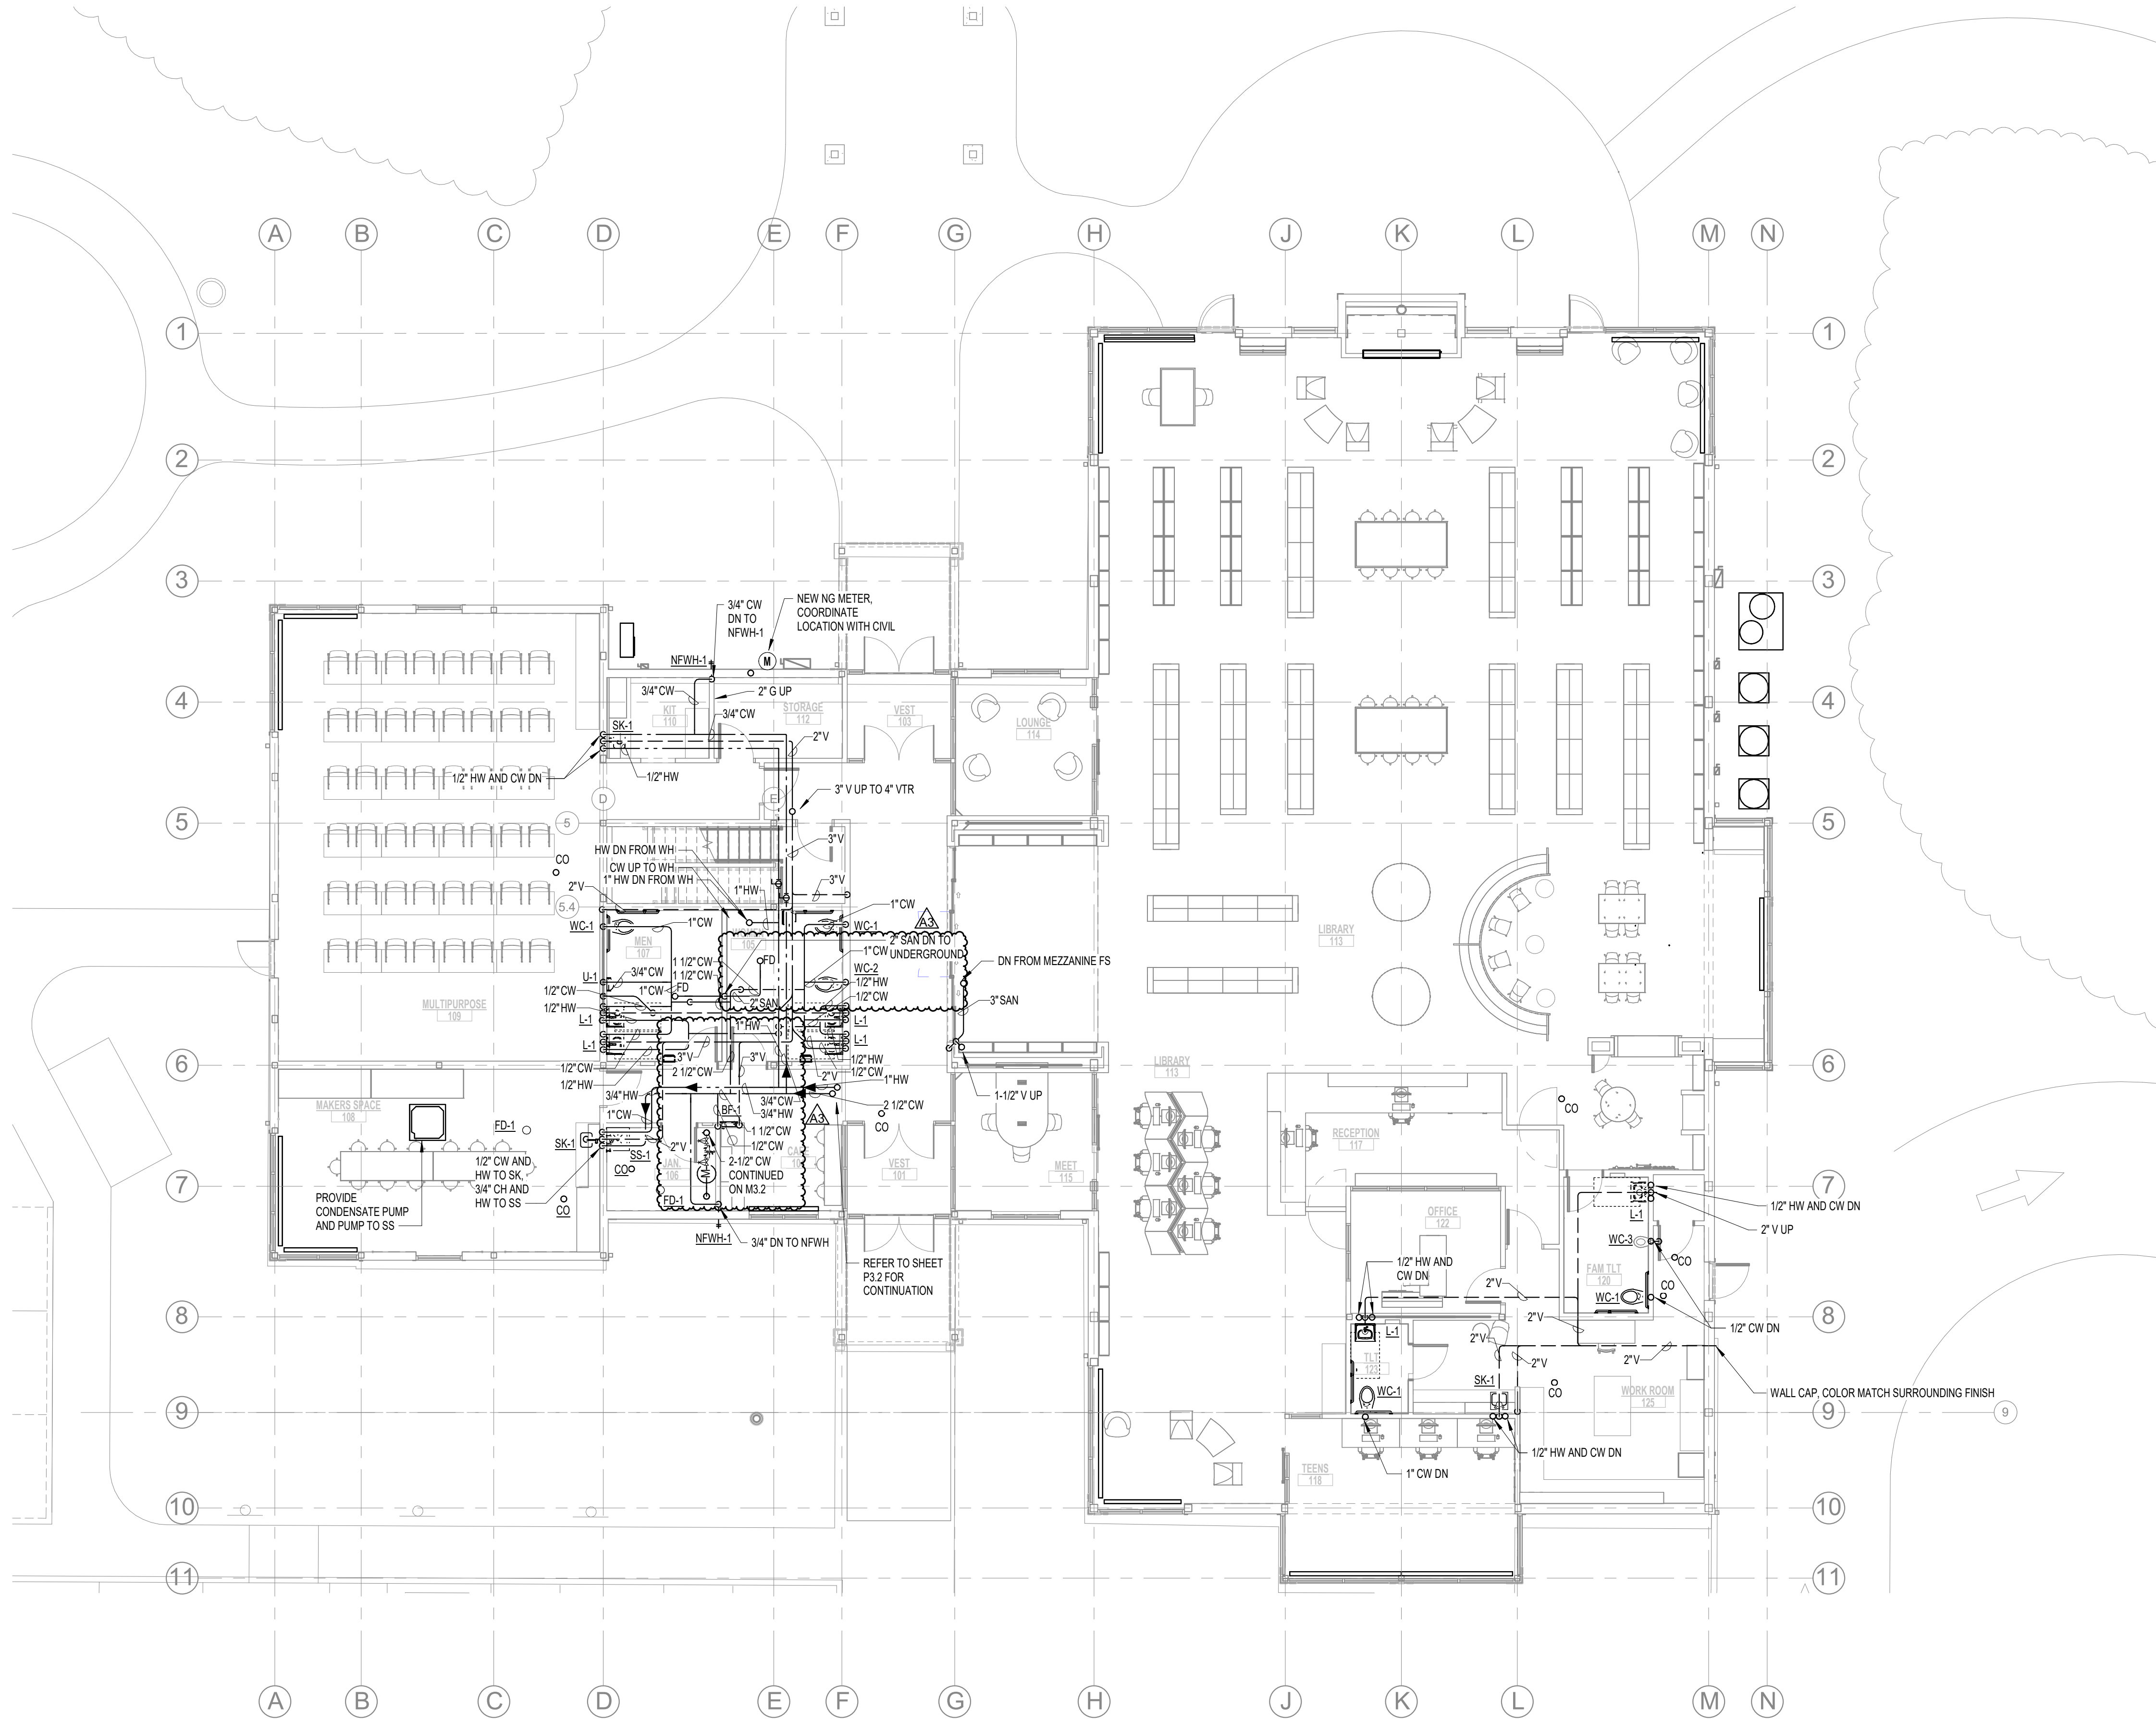 A
B
C
D
E
F
G
H
J
K
L
M
N
1
1
2
2
3
3
3/4" CW
DN TO
NFWH-1
NEW NG METER,
COORDINATE
LOCATION WITH CIVIL
NFWH-1
M
4
4
3/4" CW
2" G UP
KIT
110
STORAGE
112
3/4" CW
VEST
103
LOUNGE
114
SK-1
2" V
1/2" HW AND CW DN
1/2" HW
D
E
3" V UP TO 4" VTR
5
5
5
3" V
HW DN FROM WH
CW UP TO WH
1" HW DN FROM WH
CO
2" V
1" HW
3" V
5.4
1" CW
A3
WC-1
1" CW
WC-1
MEN
107
105
2" SAN DN TO
UNDERGROUND
LIBRARY
113
1" CW
1 1/2" CW
FD
DN FROM MEZZANINE FS
U-1
3/4" CW
1 1/2" CW
WC-2
1/2" HW
1/2" CW
1" CW
FD
1/2" CW
2" SAN
3" SAN
MULTIPURPOSE
109
1/2" HW
L-1
1" HW
L-1
L-1
L-1
6
6
3" V
3" V
1/2" HW
LIBRARY
113
1/2" CW
2 1/2" CW
2" V
1/2" CW
1/2" HW
1" HW
3/4" HW
3/4" CW
1-1/2" V UP
MAKERS SPACE
108
BF-1
3/4" HW
2 1/2" CW
1" CW
A3
CO
CO
FD-1
1 1/2" CW
RECEPTION
117
SK-1
2" V
1/2" CW
SS-1
1/2" CW AND
HW TO SK,
3/4" CH AND
HW TO SS
CO
JAN.
106
M
2-1/2" CW
CONTINUED
ON M3.2
VEST
101
MEET
115
7
7
PROVIDE
CONDENSATE PUMP
AND PUMP TO SS
CO
FD-1
1/2" HW AND CW DN
L-1
2" V UP
OFFICE
122
NFWH-1
3/4" DN TO NFWH
WC-3
REFER TO SHEET
P3.2 FOR
CONTINUATION
1/2" HW AND
CW DN
CO
FAM TLT
120
2" V
CO
WC-1
8
8
2" V
1/2" CW DN
L-1
2" V
TLT
123
2" V
2" V
SK-1
CO
WC-1
WORK ROOM
125
WALL CAP, COLOR MATCH SURROUNDING FINISH
9
9
9
1/2" HW AND CW DN
TEENS
118
1" CW DN
10
10
11
11
A
B
C
D
E
F
G
H
J
K
L
M
N